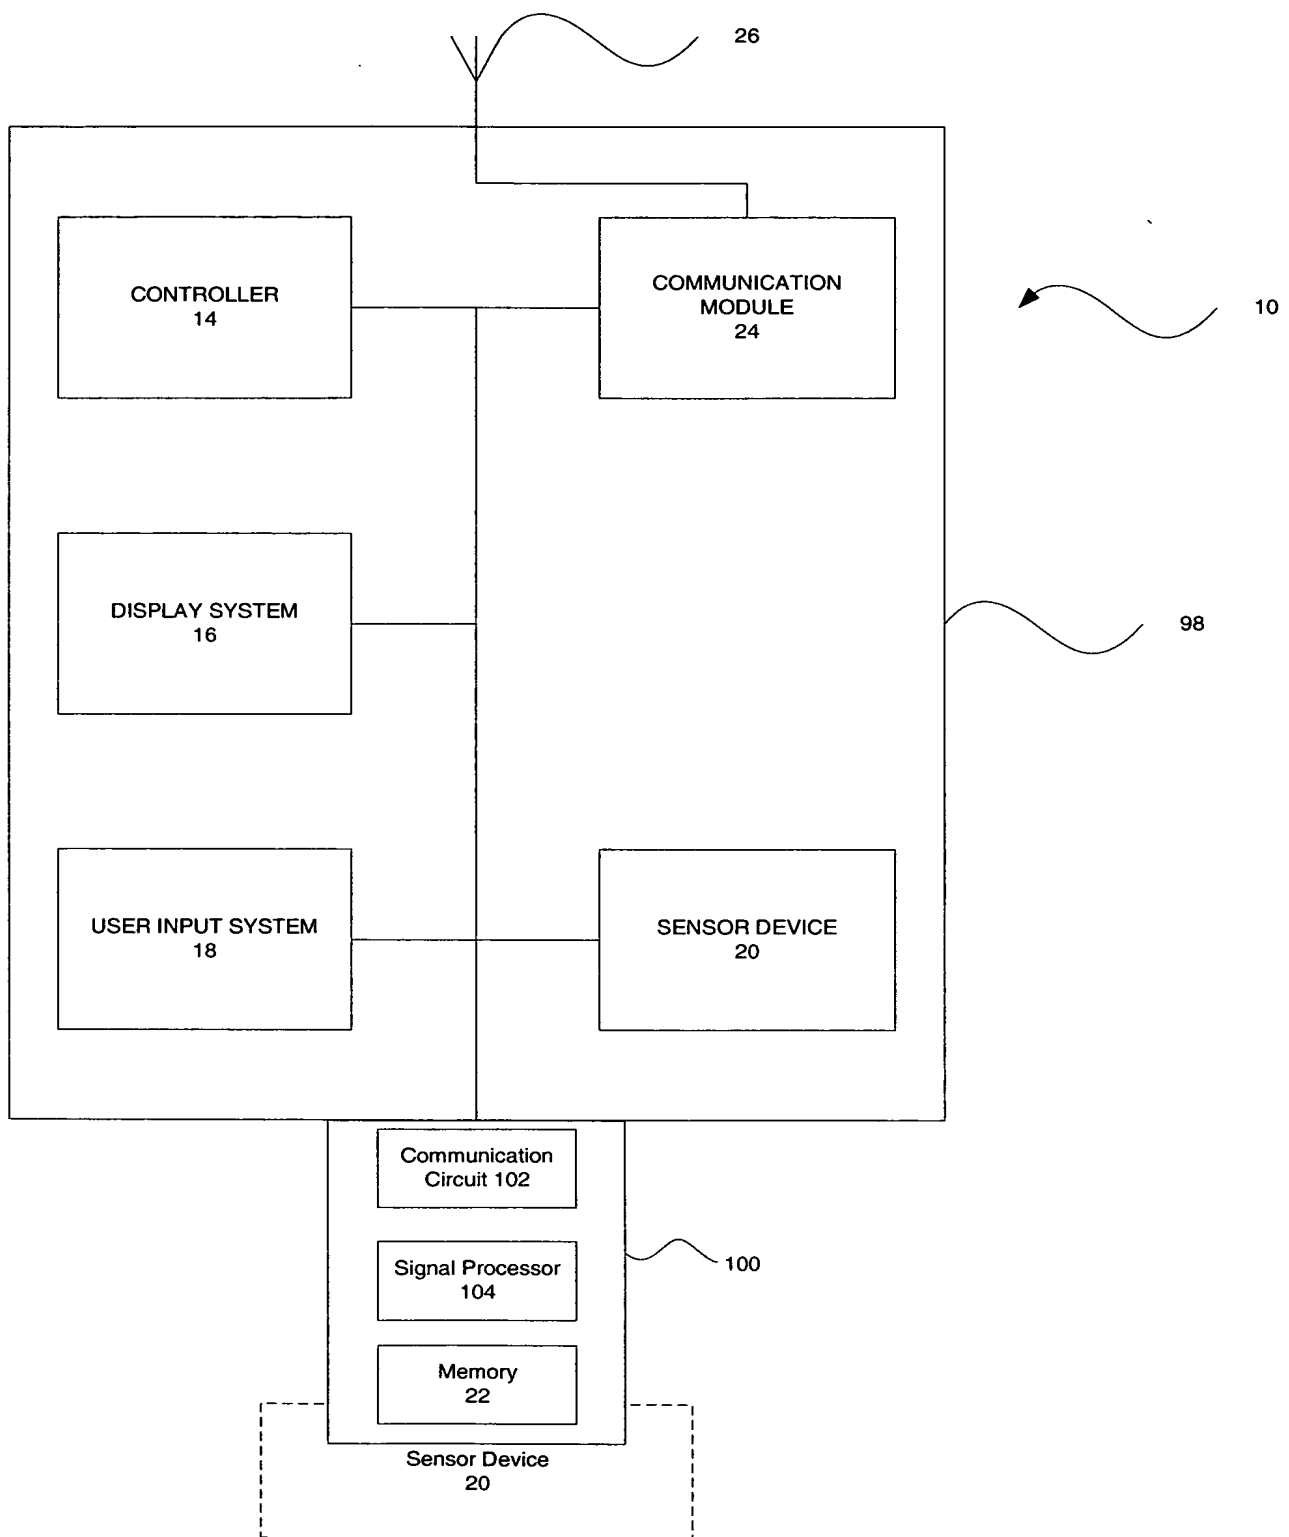 26
CONTROLLER
14
COMMUNICATION
MODULE
24
10
DISPLAY SYSTEM
16
98
USER INPUT SYSTEM
18
SENSOR DEVICE
20
Communication
Circuit 102
Signal Processor
104
100
Memory
22
Sensor Device
20